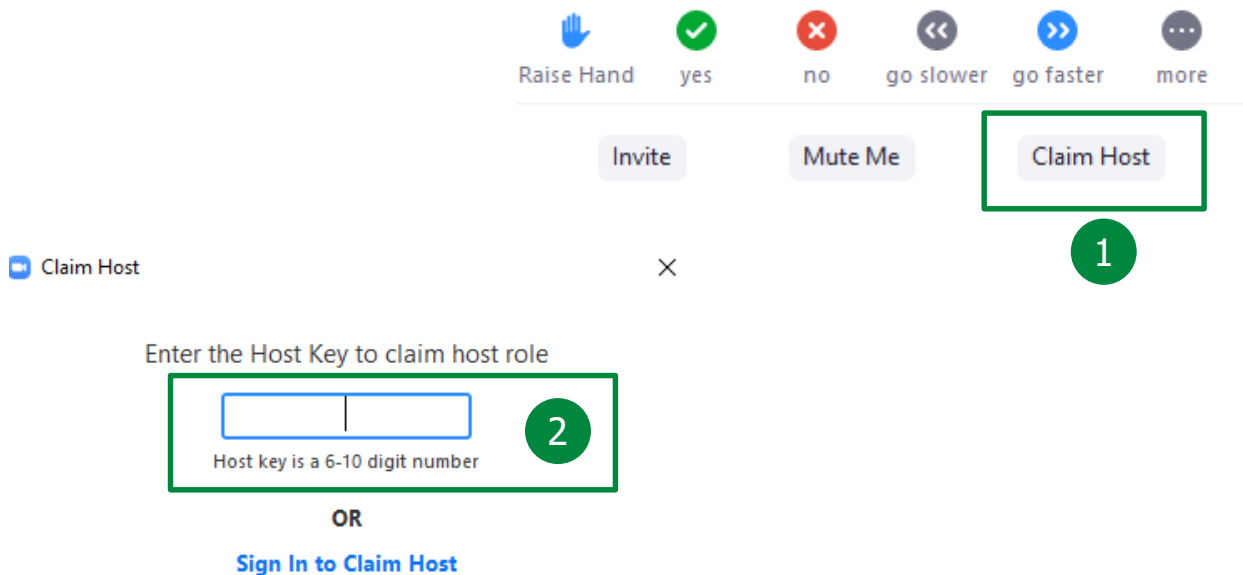 Raise Hand yes no go slower go faster more
Invite Mute Me Claim Host
1
Claim Host
Enter the Host Key to claim host role
2
Host key is a 6-10 digit number
OR
Sign In to Claim Host